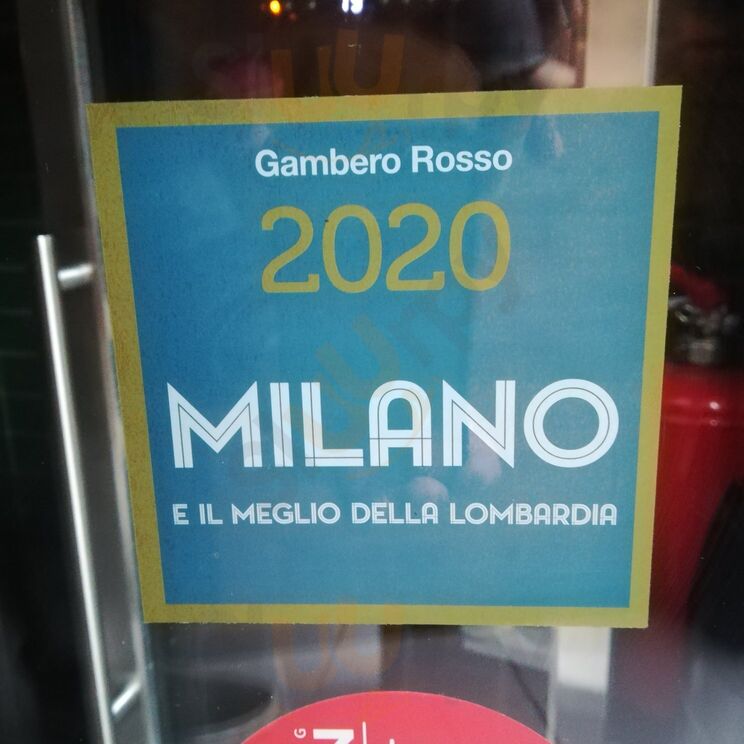 Gambero Rosso
2020
MILANO
E IL MEGLIO DELLA LOMBARDIA